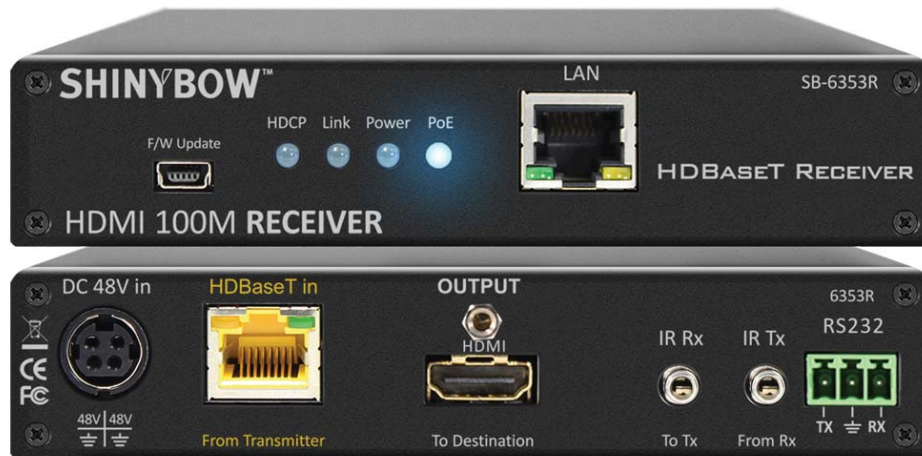 SHINYBOW™
LAN
SB-6353R
HDCP Link Power PoE
F/W Update
HDBaseT Receiver
HDMI 100M RECEIVER
DC 48V in
HDBaseT in
OUTPUT
6353R
HDMI
IR Rx
IR Tx
RS232
CE
FC
48V 48V
TX RX
From Transmitter
To Destination
To Tx
From Rx